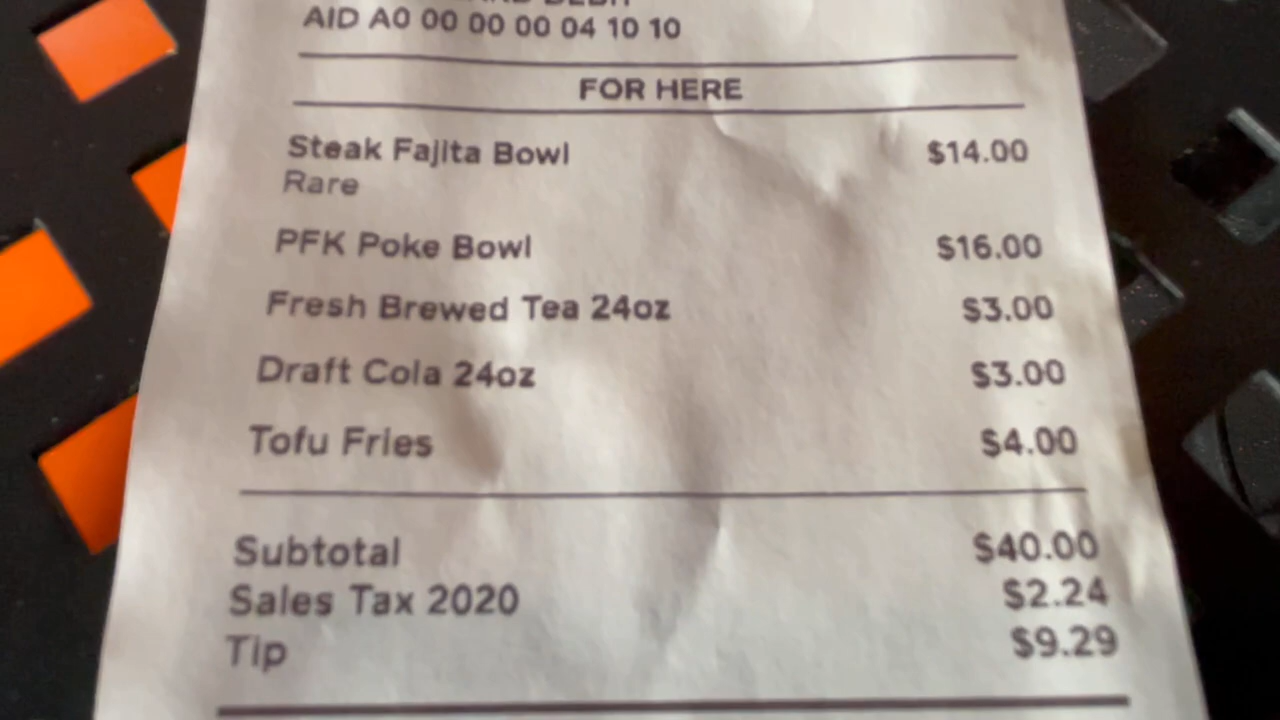 DEBIT
AID A0 00 00 00 04 10 10
FOR HERE
Steak Fajita Bowl $14.00
Rare
PFK Poke Bowl $16.00
Fresh Brewed Tea 24oz $3.00
Draft Cola 24oz $3.00
Tofu Fries $4.00
Subtotal $40.00
Sales Tax 2020 $2.24
Tip $9.29